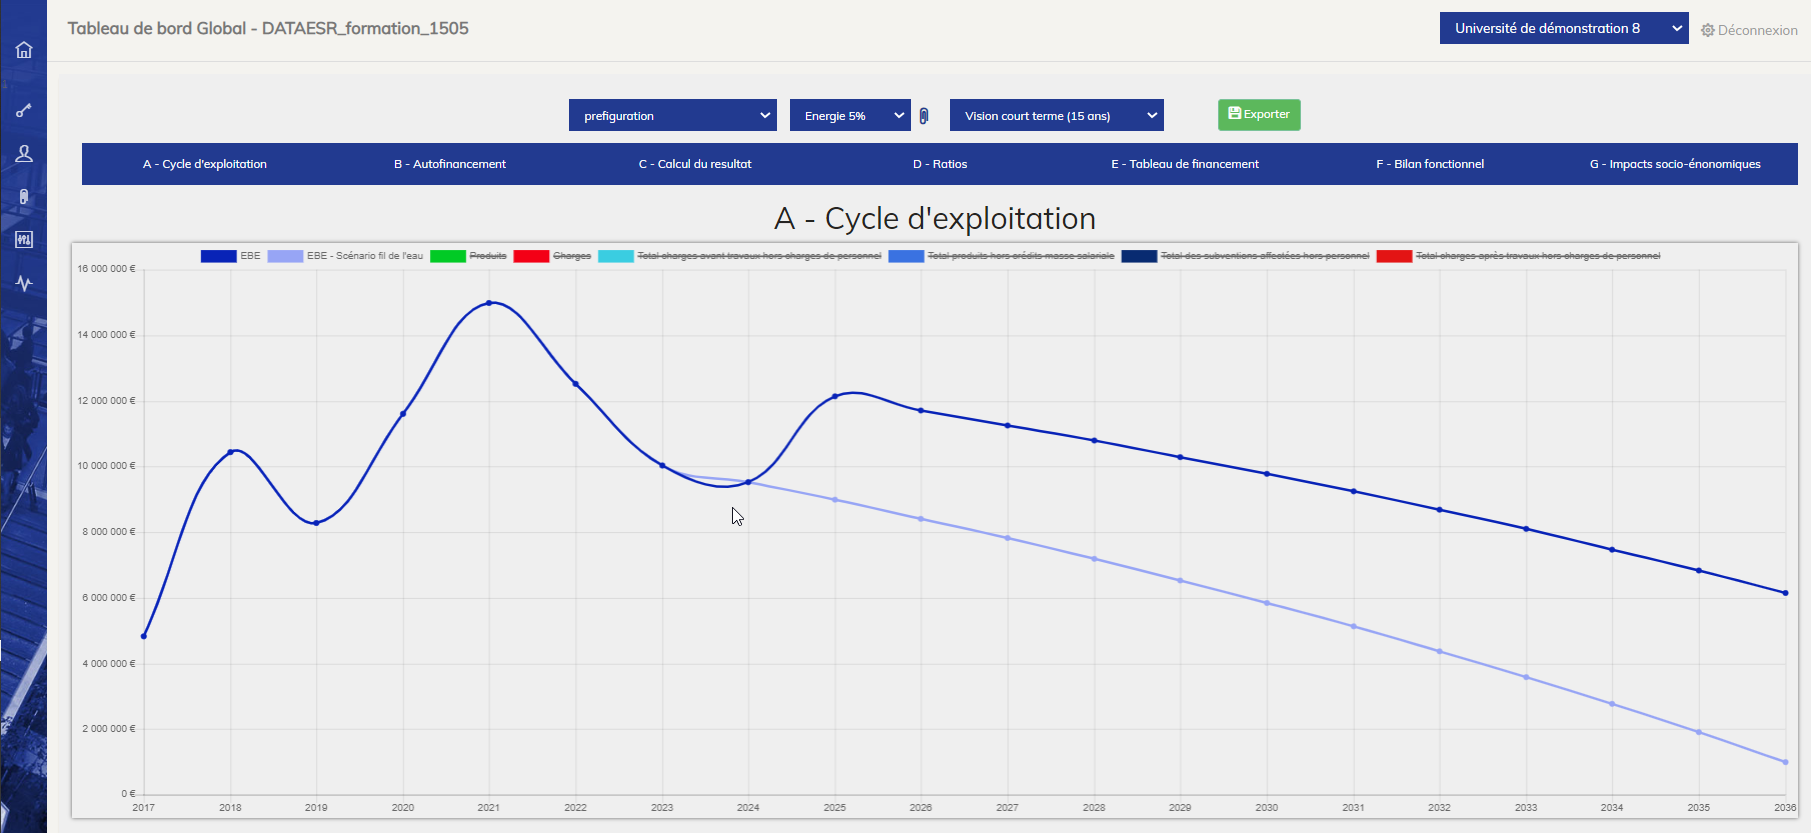 Tableau de bord Global - DATAESR_formation_1505
Université de démonstration 8
Déconnexion
prefiguration
Energie 5%
Vision court terme (15 ans)
Exporter
A - Cycle d'exploitation
B - Autofinancement
C - Calcul du resultat
D - Ratios
E - Tableau de financement
F - Bilan fonctionnel
G - Impacts socio-énonomiques
A - Cycle d'exploitation
EBE
EBE - Scénario fil de l'eau
Produits
Charges
Total charges avant travaux hors charges de personnel
Total produits hors crédits masse salariale
Total des subventions affectées hors personnel
Total charges après travaux hors charges de personnel
16 000 000 €
14 000 000 €
12 000 000 €
10 000 000 €
8 000 000 €
6 000 000 €
4 000 000 €
2 000 000 €
0 €
2017 2018 2019 2020 2021 2022 2023 2024 2025 2026 2027 2028 2029 2030 2031 2032 2033 2034 2035 2036